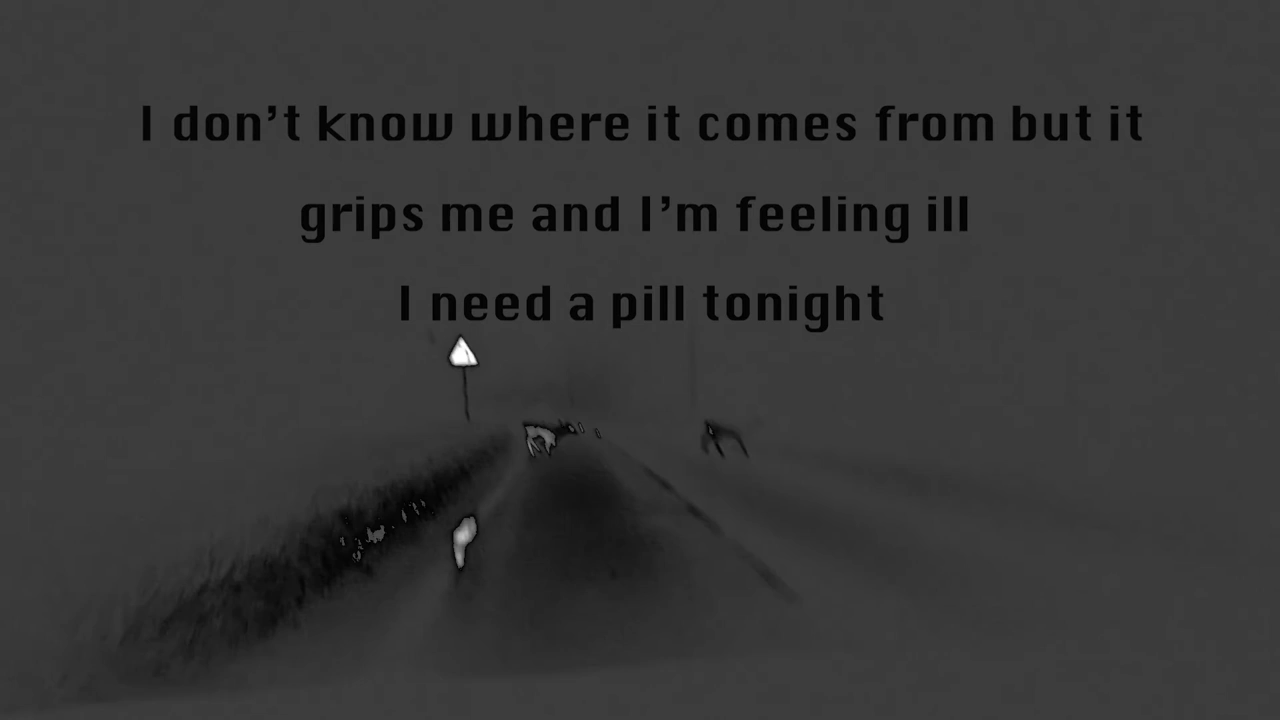 I don’t know where it comes from but it
grips me and I’m feeling ill
I need a pill tonight